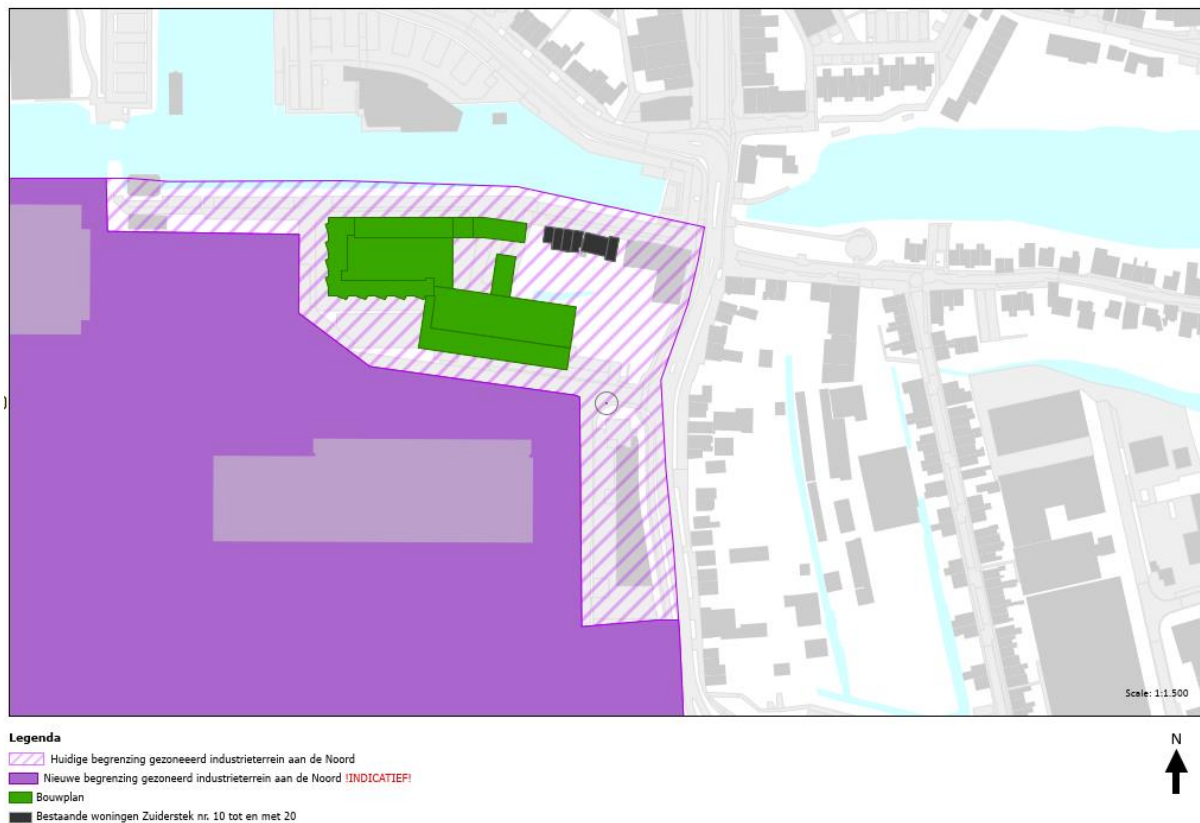 Scale: 1:1.500
Legenda
Huidige begrenzing gezoneeerd industrieterrein aan de Noord
Nieuwe begrenzing gezoneerd industrieterrein aan de Noord !INDICATIEF!
Bouwplan
Bestaande woningen Zuiderstek nr. 10 tot en met 20
N